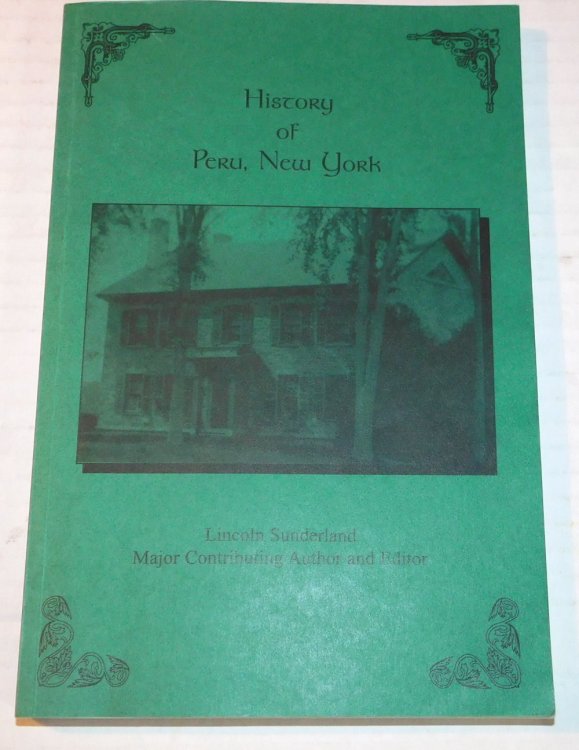 History
of
Peru, New York
Lincoln Sunderland
Major Contributing Author and Editor